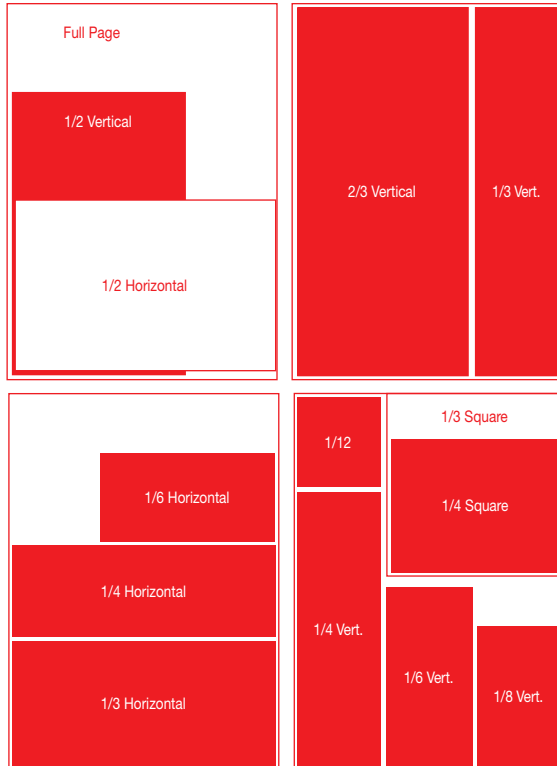 Full Page
1/2 Vertical
1/2 Horizontal
2/3 Vertical
1/3 Vert.
1/6 Horizontal
1/4 Horizontal
1/3 Horizontal
1/12
1/3 Square
1/4 Square
1/4 Vert.
1/6 Vert.
1/8 Vert.